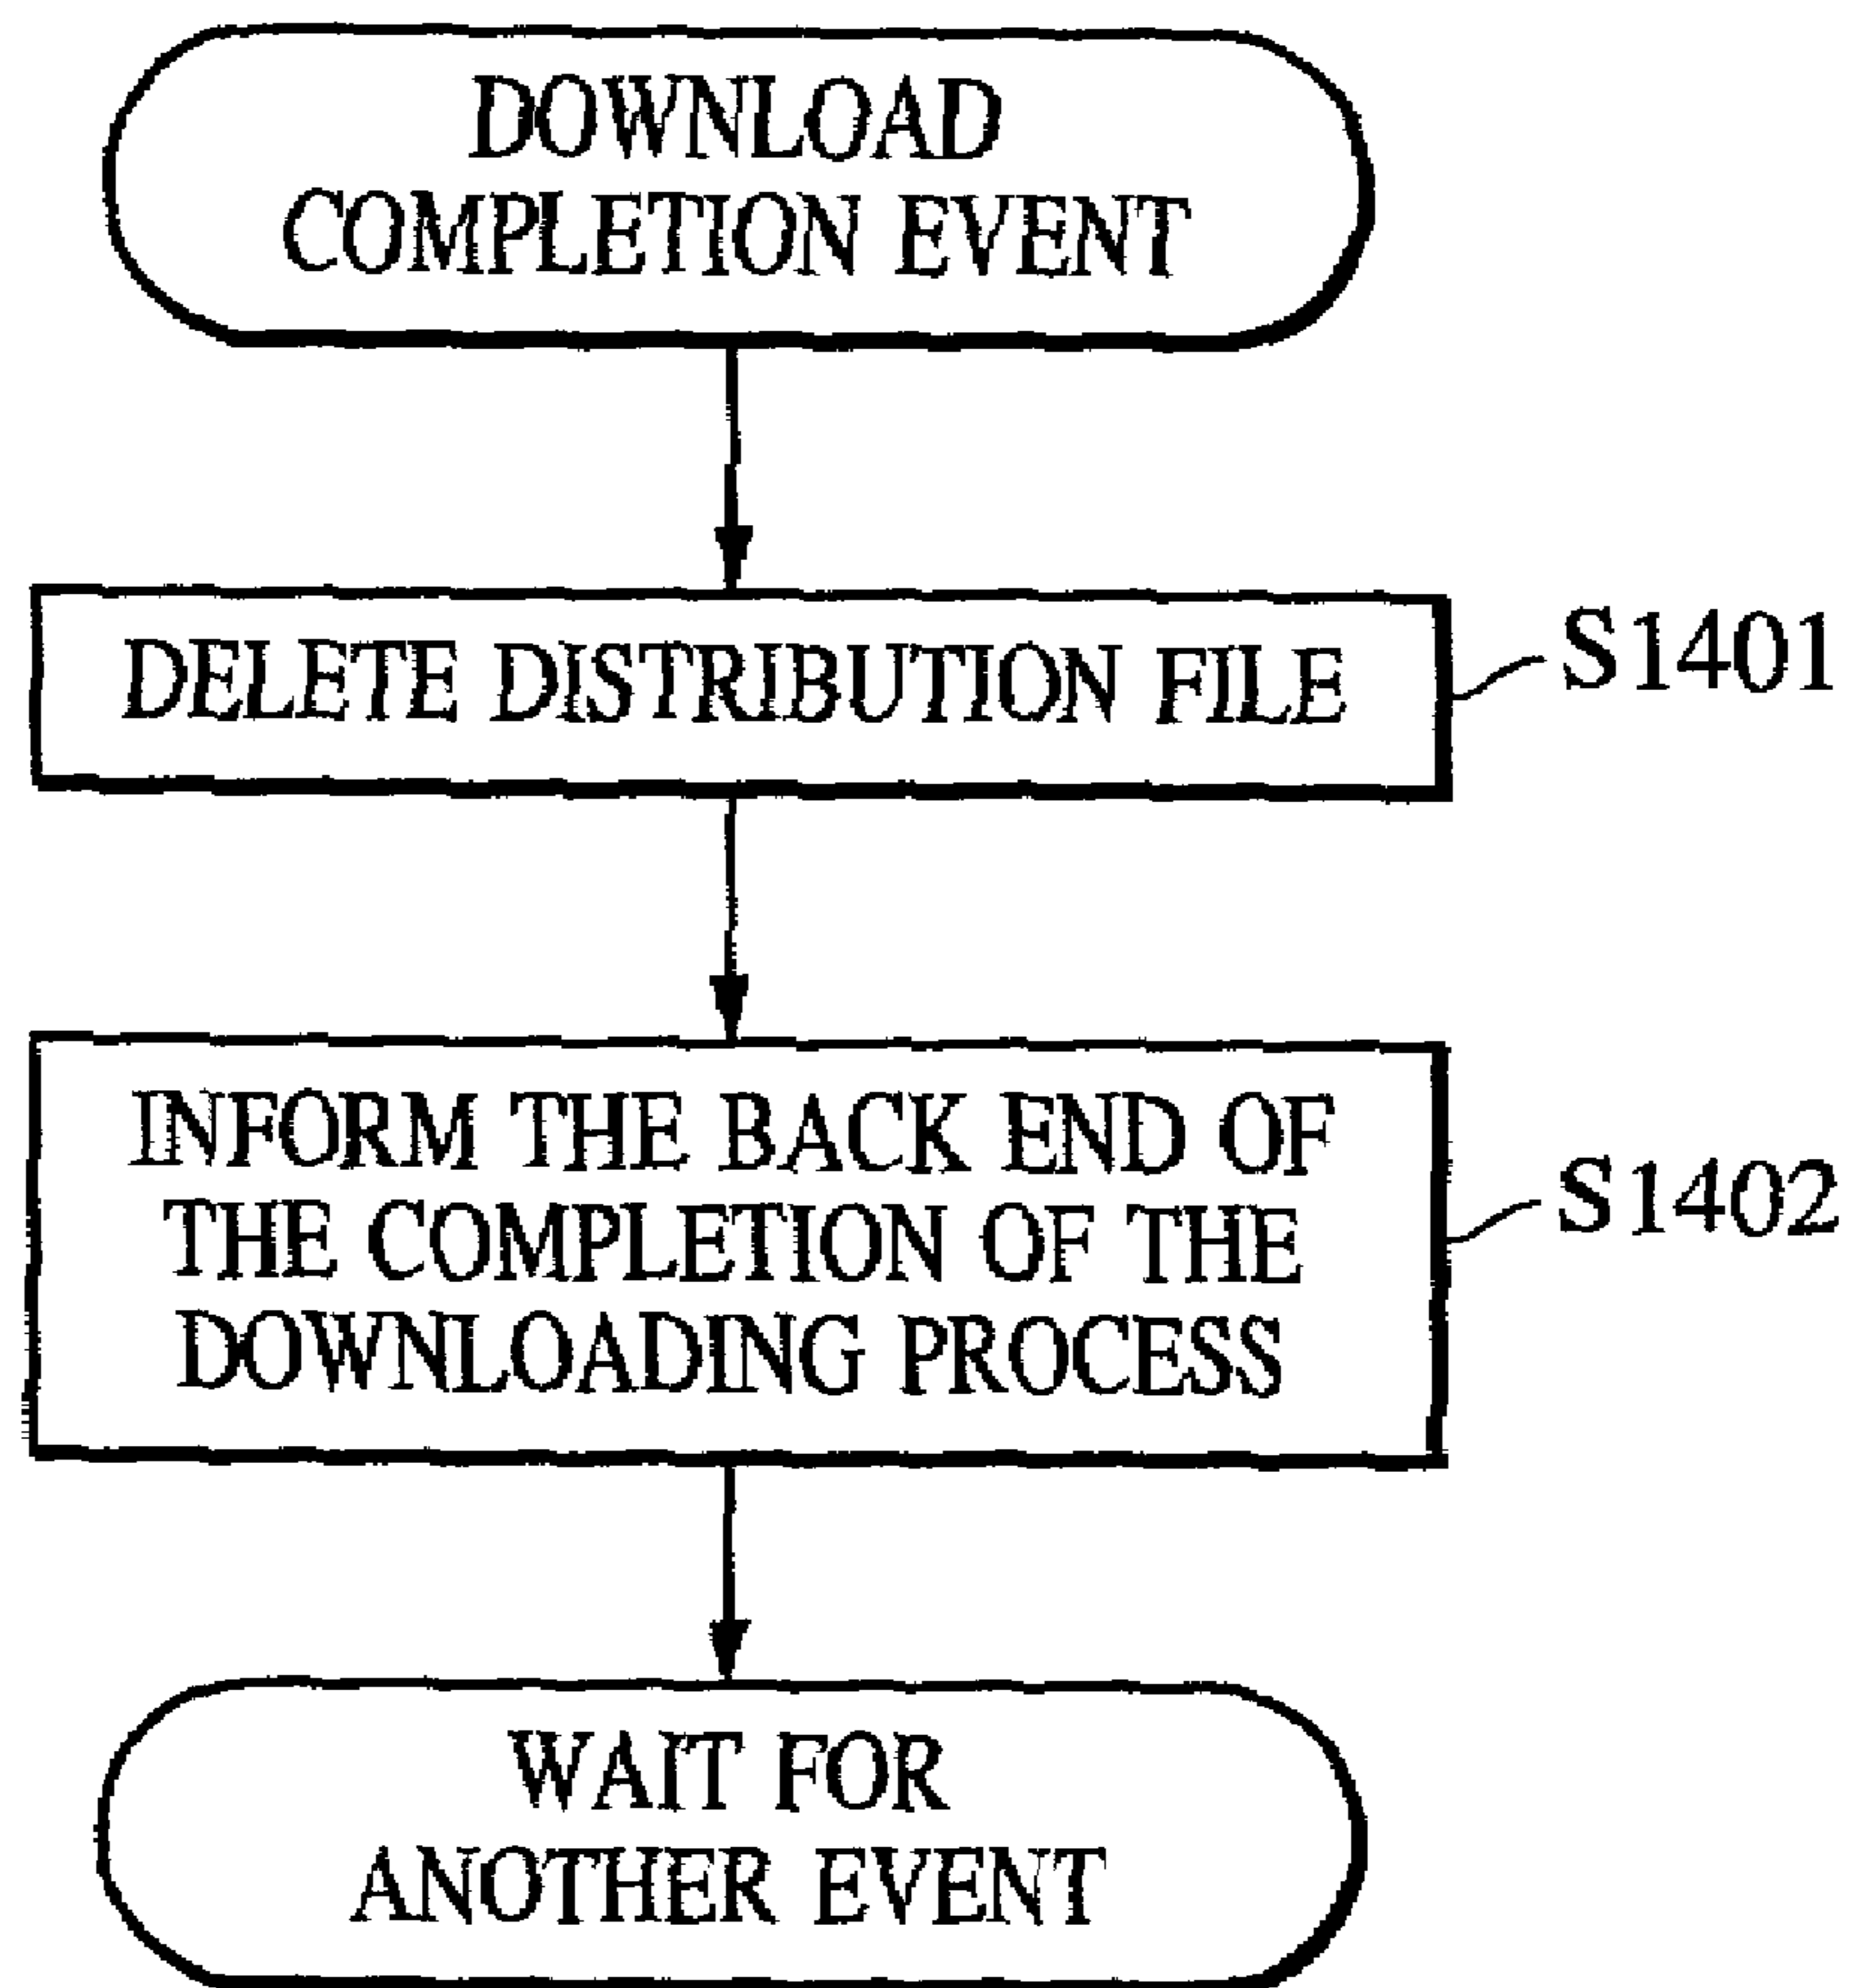 DOWNLOAD
COMPLETION EVENT
DELETE DISTRIBUTION FILE
S1401
INFORM THE BACK END OF
THE COMPLETION OF THE
DOWNLOADING PROCESS
S1402
WAIT FOR
ANOTHER EVENT